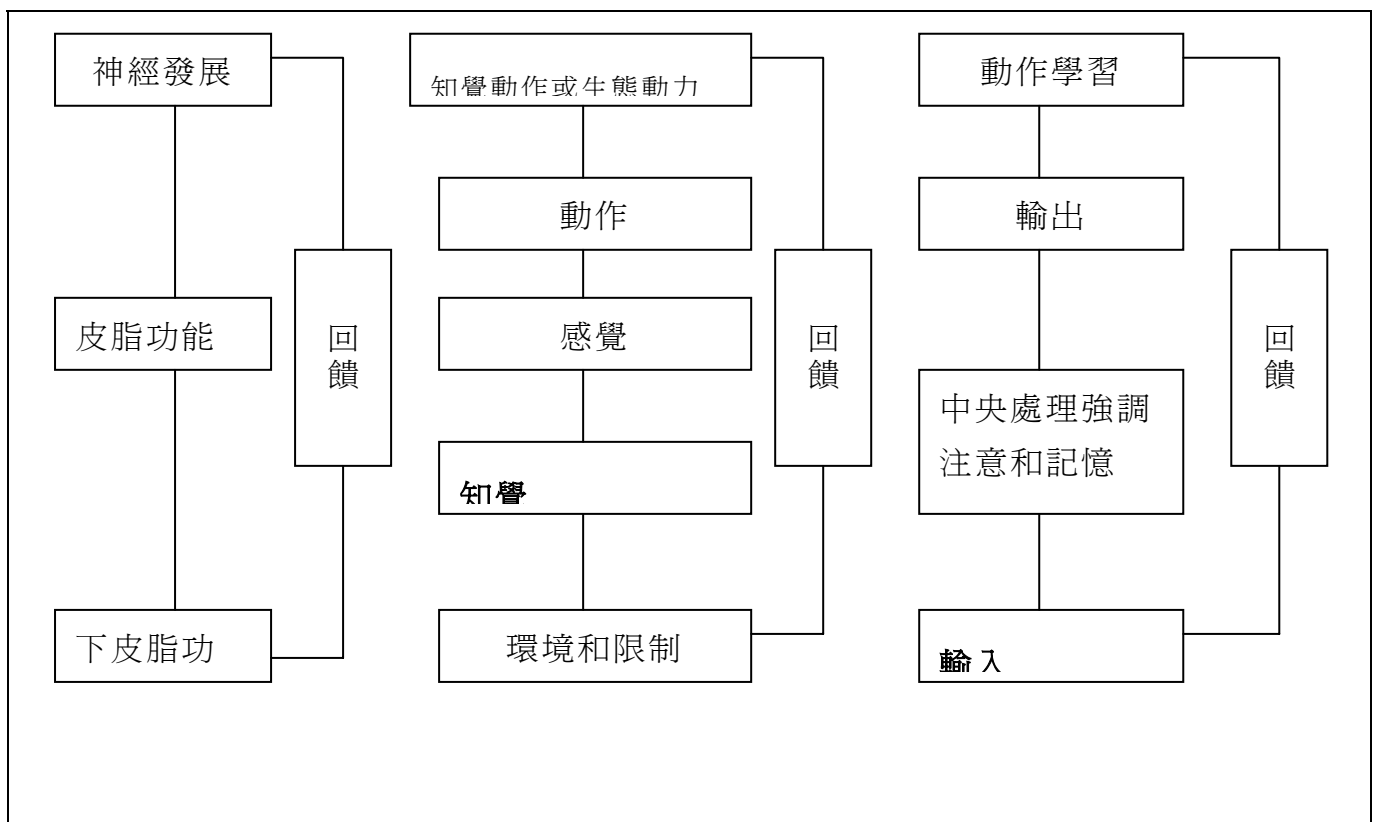 神經發展
皮脂功能
下皮脂功
回
饋
知覺動作或生態動力
動作
感覺
知覺
環境和限制
回
饋
動作學習
輸出
中央處理強調
注意和記憶
輸入
回
饋